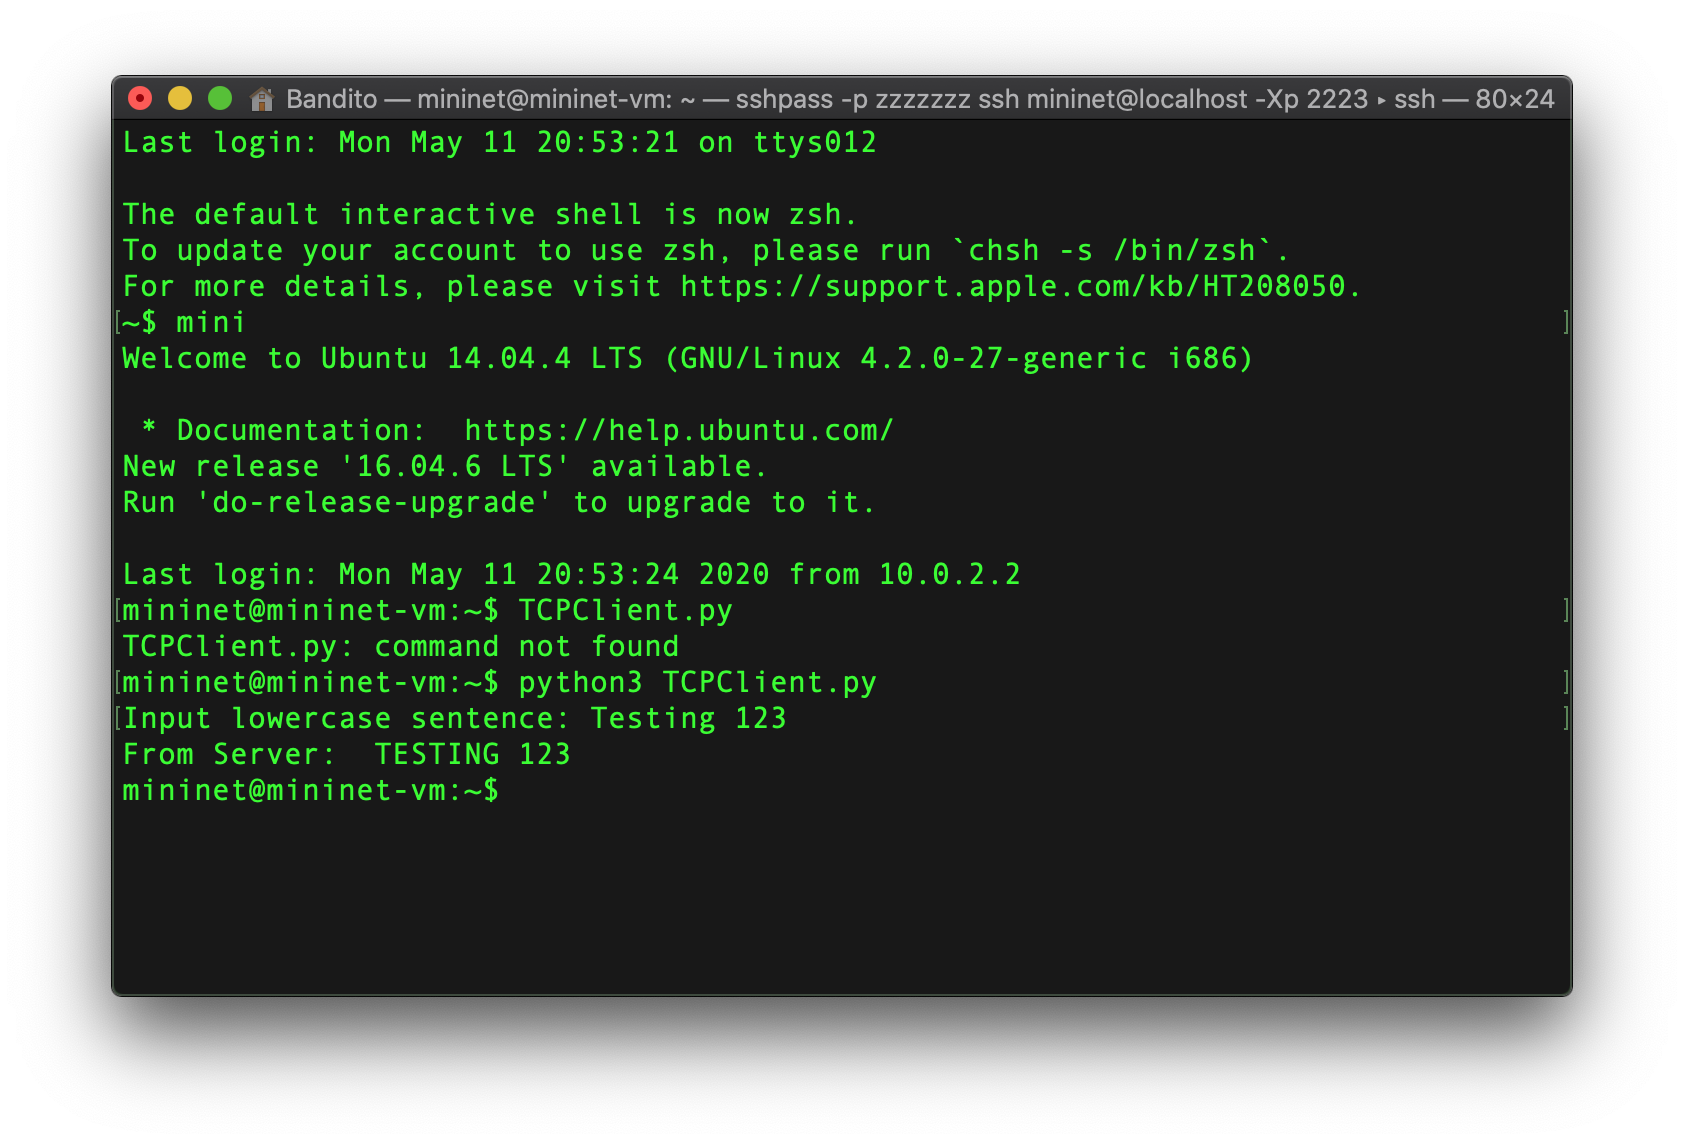 Bandito — mininet@mininet-vm: ~ — sshpass -p zzzzzzz ssh mininet@localhost -Xp 2223 ▸ ssh — 80×24
Last login: Mon May 11 20:53:21 on ttys012
The default interactive shell is now zsh.
To update your account to use zsh, please run `chsh -s /bin/zsh`.
For more details, please visit https://support.apple.com/kb/HT208050.
[~$ mini ]
Welcome to Ubuntu 14.04.4 LTS (GNU/Linux 4.2.0-27-generic i686)
 * Documentation:  https://help.ubuntu.com/
New release '16.04.6 LTS' available.
Run 'do-release-upgrade' to upgrade to it.
Last login: Mon May 11 20:53:24 2020 from 10.0.2.2
[mininet@mininet-vm:~$ TCPClient.py ]
TCPClient.py: command not found
[mininet@mininet-vm:~$ python3 TCPClient.py ]
[Input lowercase sentence: Testing 123 ]
From Server:  TESTING 123
mininet@mininet-vm:~$